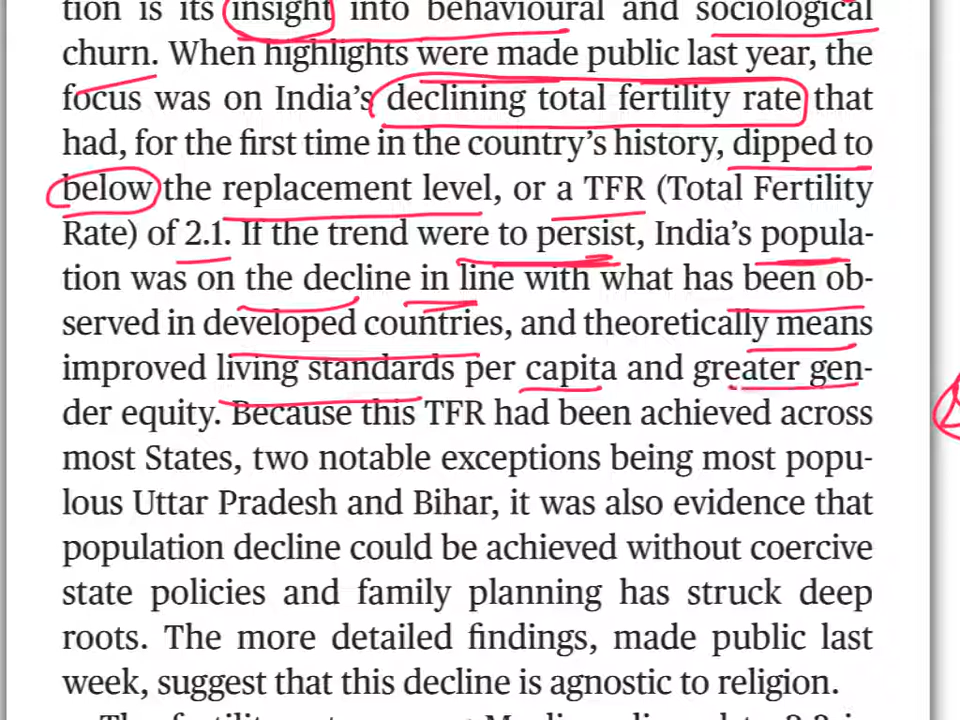 tion is its insight into behavioural and sociological
churn. When highlights were made public last year, the
focus was on India's declining total fertility rate that
had, for the first time in the country's history, dipped to
below the replacement level, or a TFR (Total Fertility
Rate) of 2.1. If the trend were to persist, India's popula-
tion was on the decline in line with what has been ob-
served in developed countries, and theoretically means
improved living standards per capita and greater gen-
der equity. Because this TFR had been achieved across
most States, two notable exceptions being most popu-
lous Uttar Pradesh and Bihar, it was also evidence that
population decline could be achieved without coercive
state policies and family planning has struck deep
roots. The more detailed findings, made public last
week, suggest that this decline is agnostic to religion.